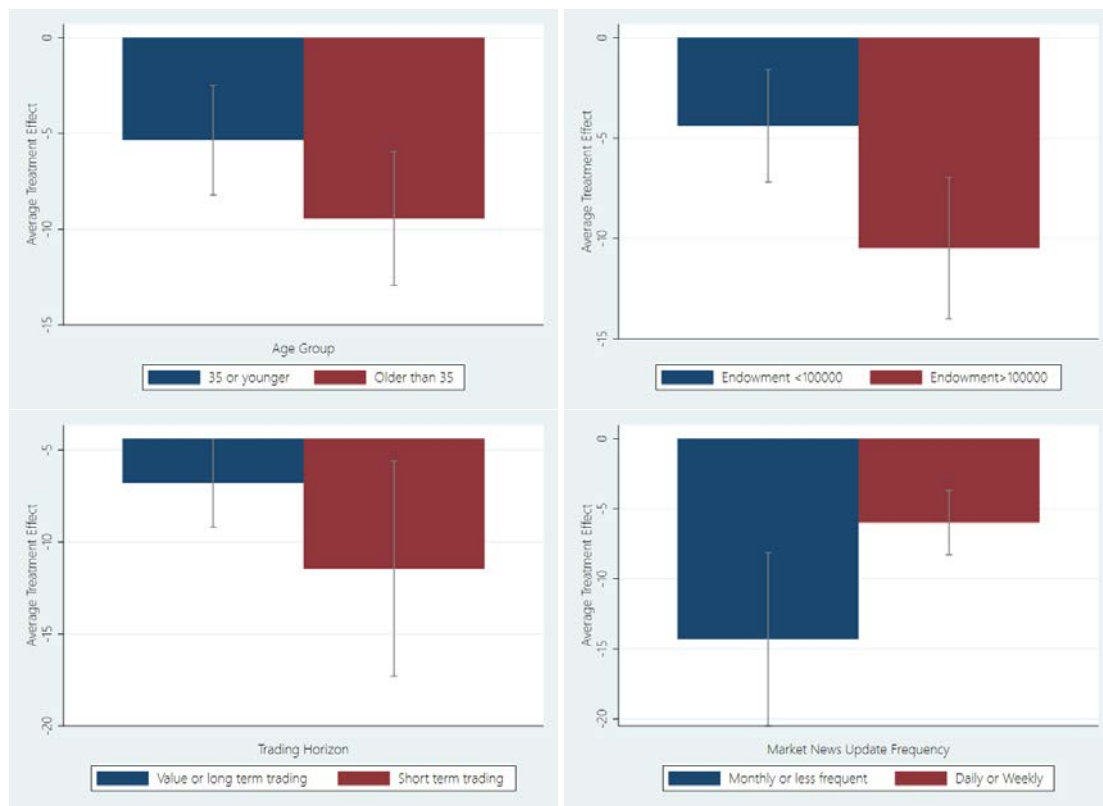 Average Treatment Effect
0
-5
-10
-15
Age Group
35 or younger Older than 35
Average Treatment Effect
0
-5
-10
-15
Endowment <100000 Endowment>100000
Average Treatment Effect
-5
-10
-15
-20
Trading Horizon
Value or long term trading Short term trading
Average Treatment Effect
0
-5
-10
-15
-20
Market News Update Frequency
Monthly or less frequent Daily or Weekly